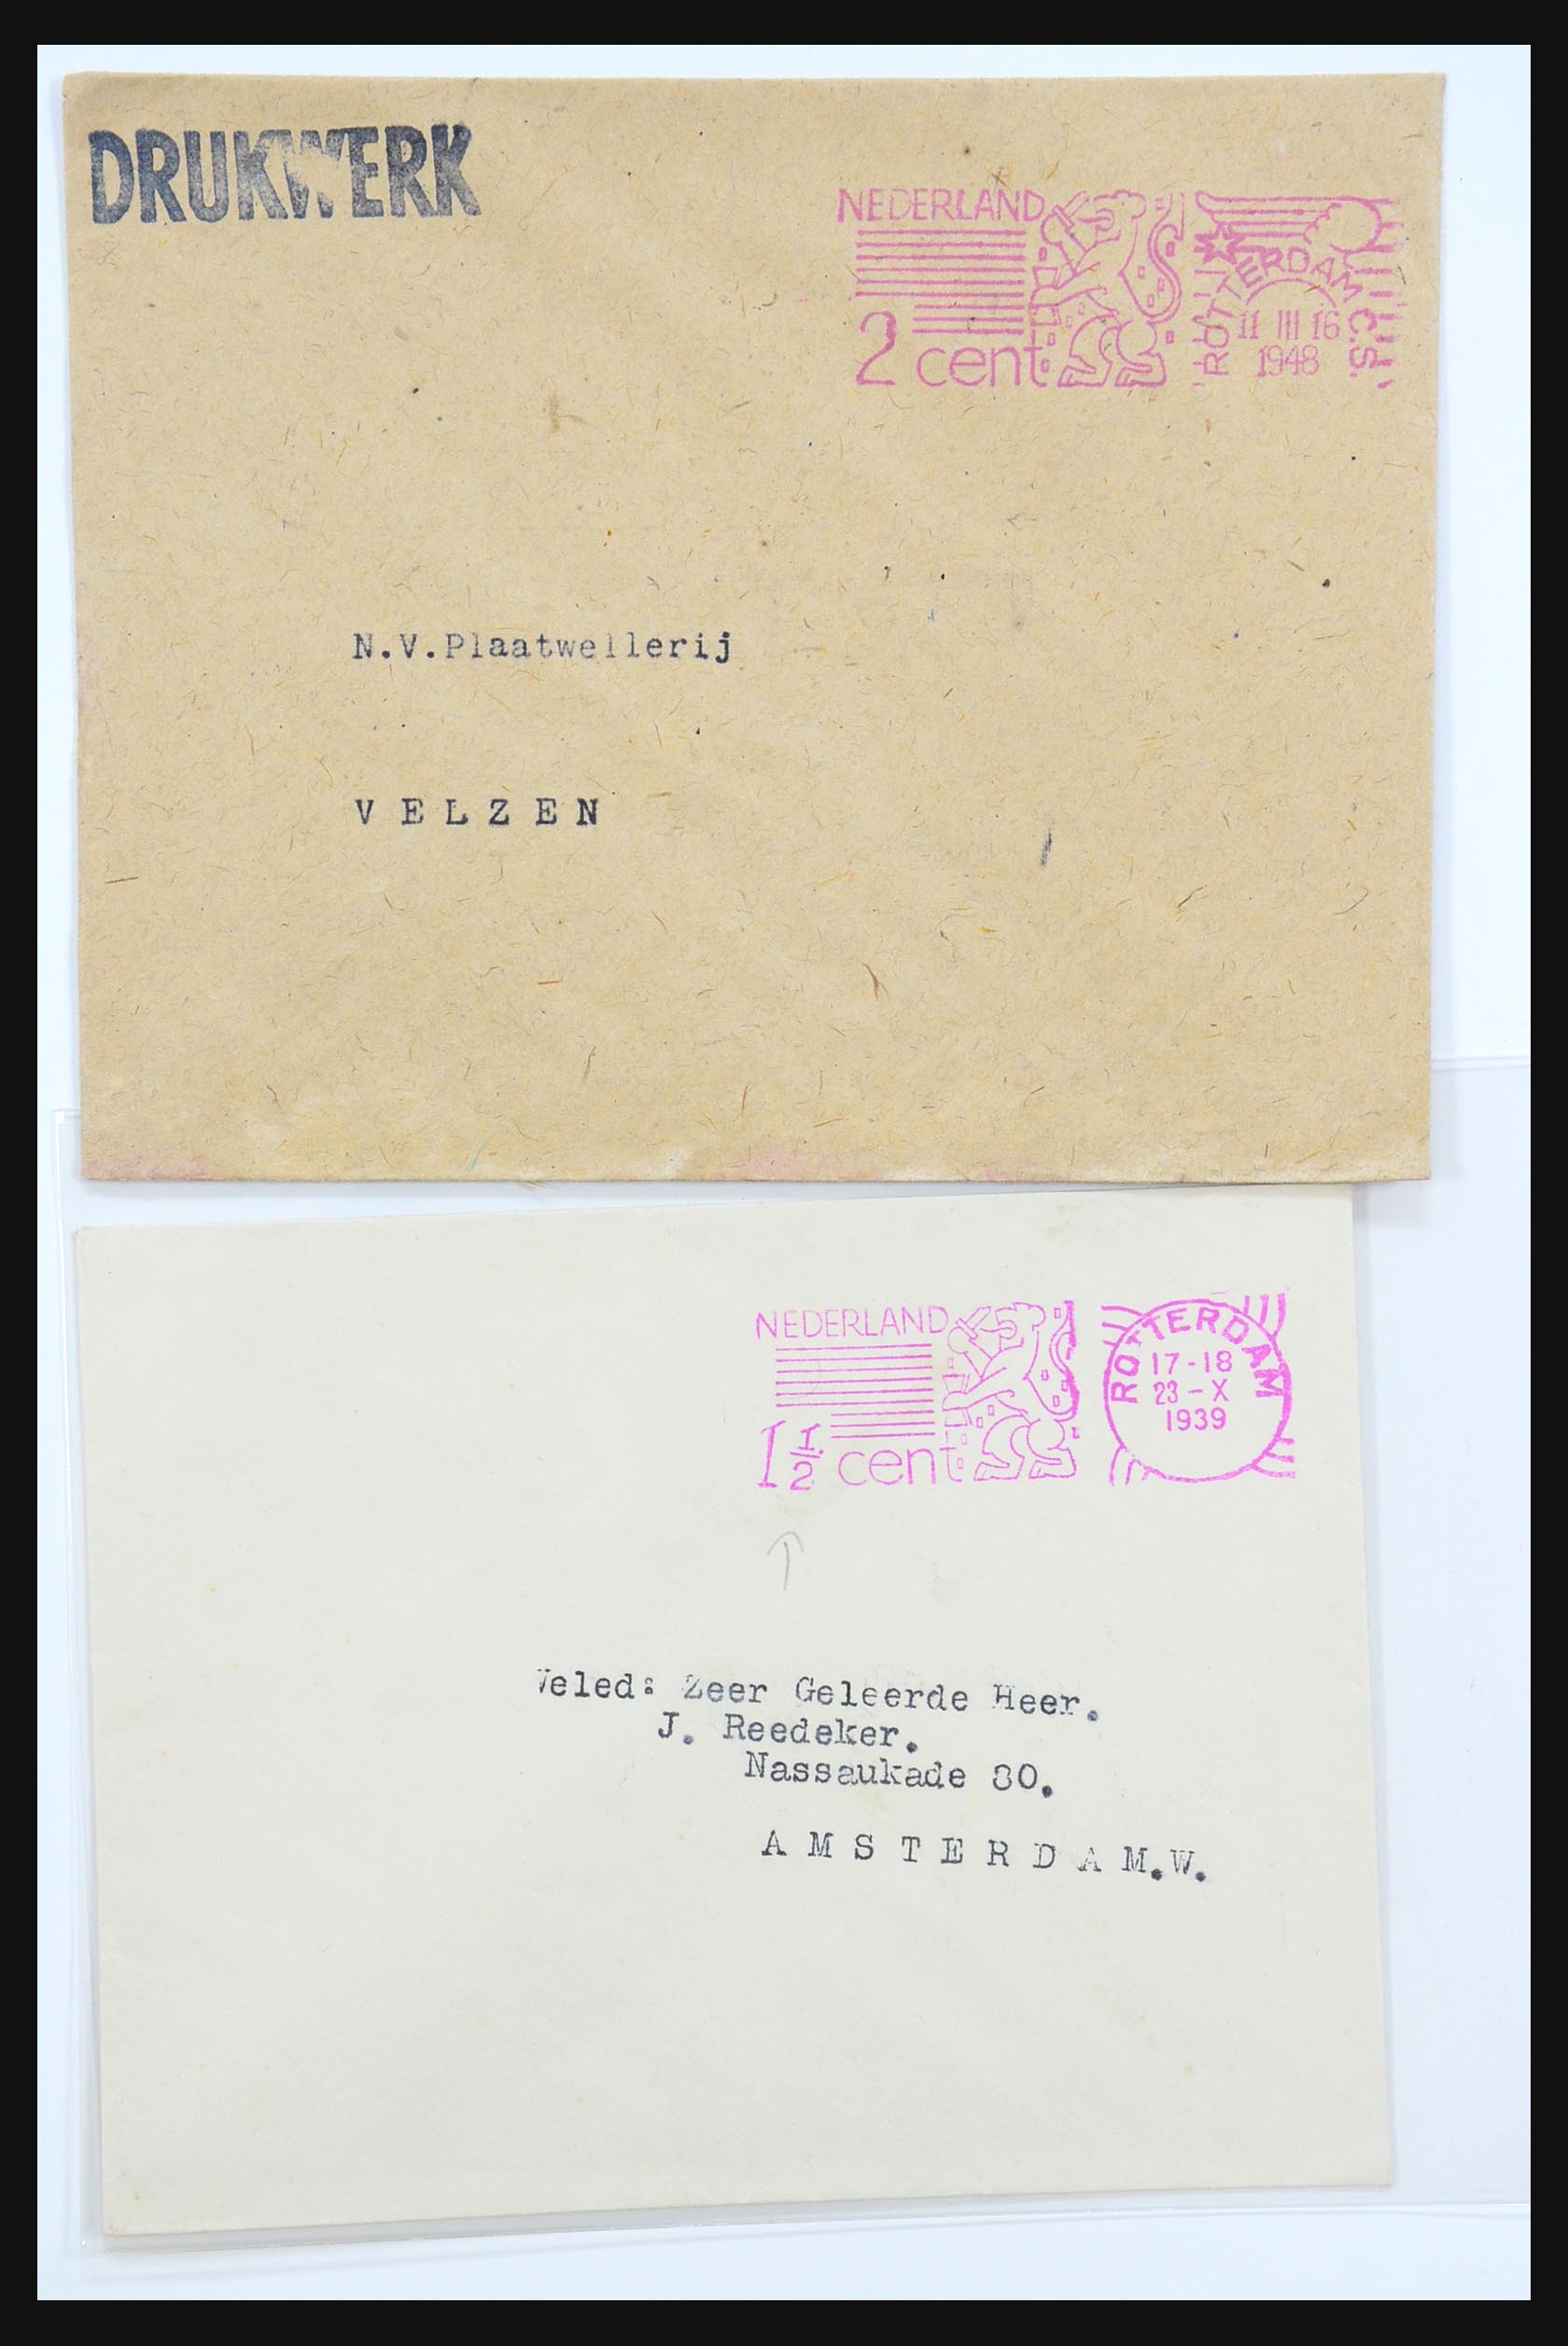 DRUKWERK
NEDERLAND
2 cent
ROTTERDAM C.S.
11 III 16
1948
N.V.Plaatwellerij
V E L Z E N
NEDERLAND
1 1/2 cent
ROTTERDAM
17-18
23-X
1939
Weled: Zeer Geleerde Heer.
J. Reedeker.
Nassaukade 80.
A M S T E R D A M.W.